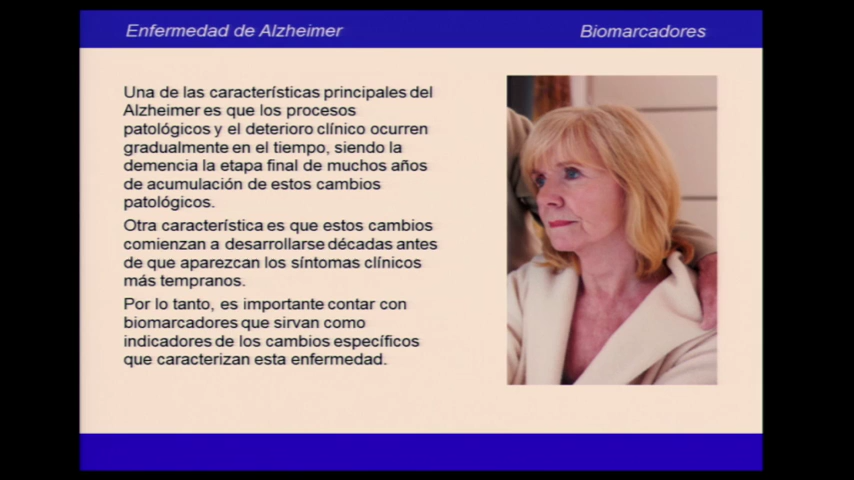 Enfermedad de Alzheimer
Biomarcadores
Una de las características principales del
Alzheimer es que los procesos
patológicos y el deterioro clínico ocurren
gradualmente en el tiempo, siendo la
demencia la etapa final de muchos años
de acumulación de estos cambios
patológicos.
Otra característica es que estos cambios
comienzan a desarrollarse décadas antes
de que aparezcan los síntomas clínicos
más tempranos.
Por lo tanto, es importante contar con
biomarcadores que sirvan como
indicadores de los cambios específicos
que caracterizan esta enfermedad.